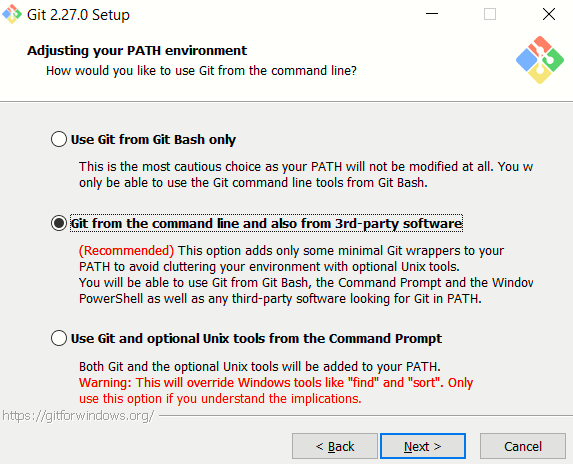 Git 2.27.0 Setup
Adjusting your PATH environment
How would you like to use Git from the command line?
Use Git from Git Bash only
This is the most cautious choice as your PATH will not be modified at all. You w
only be able to use the Git command line tools from Git Bash.
Git from the command line and also from 3rd-party software
(Recommended) This option adds only some minimal Git wrappers to your
PATH to avoid cluttering your environment with optional Unix tools.
You will be able to use Git from Git Bash, the Command Prompt and the Window
PowerShell as well as any third-party software looking for Git in PATH.
Use Git and optional Unix tools from the Command Prompt
Both Git and the optional Unix tools will be added to your PATH.
Warning: This will override Windows tools like "find" and "sort". Only
use this option if you understand the implications.
https://gitforwindows.org/
< Back Next > Cancel